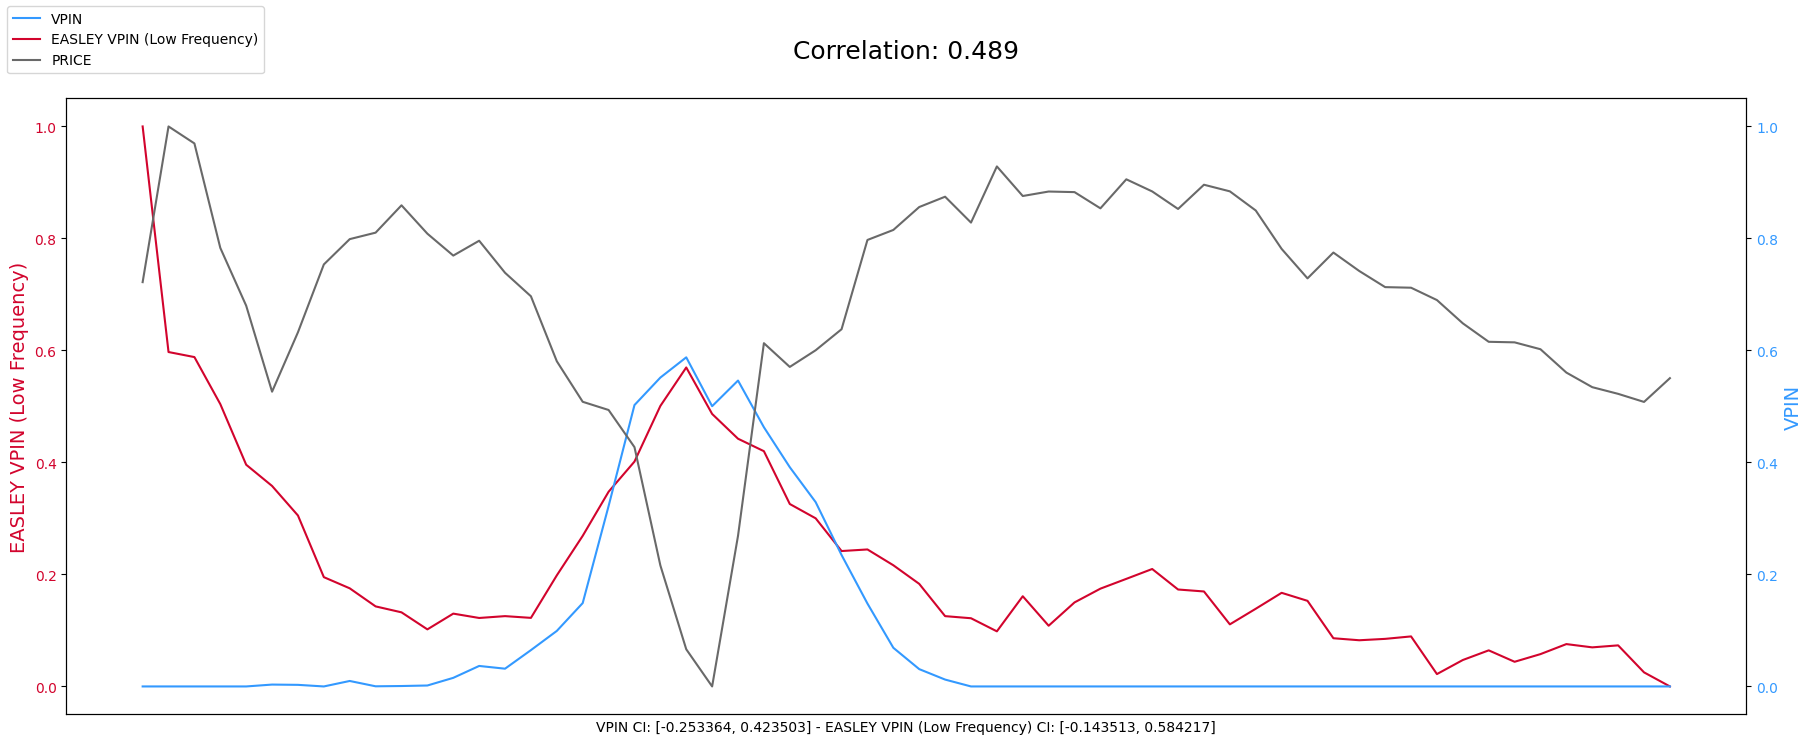 VPIN
EASLEY VPIN (Low Frequency)
PRICE
Correlation: 0.489
EASLEY VPIN (Low Frequency)
1.0
0.8
0.6
0.4
0.2
0.0
1.0
0.8
0.6
0.4
0.2
0.0
VPIN
VPIN CI: [-0.253364, 0.423503] - EASLEY VPIN (Low Frequency) CI: [-0.143513, 0.584217]